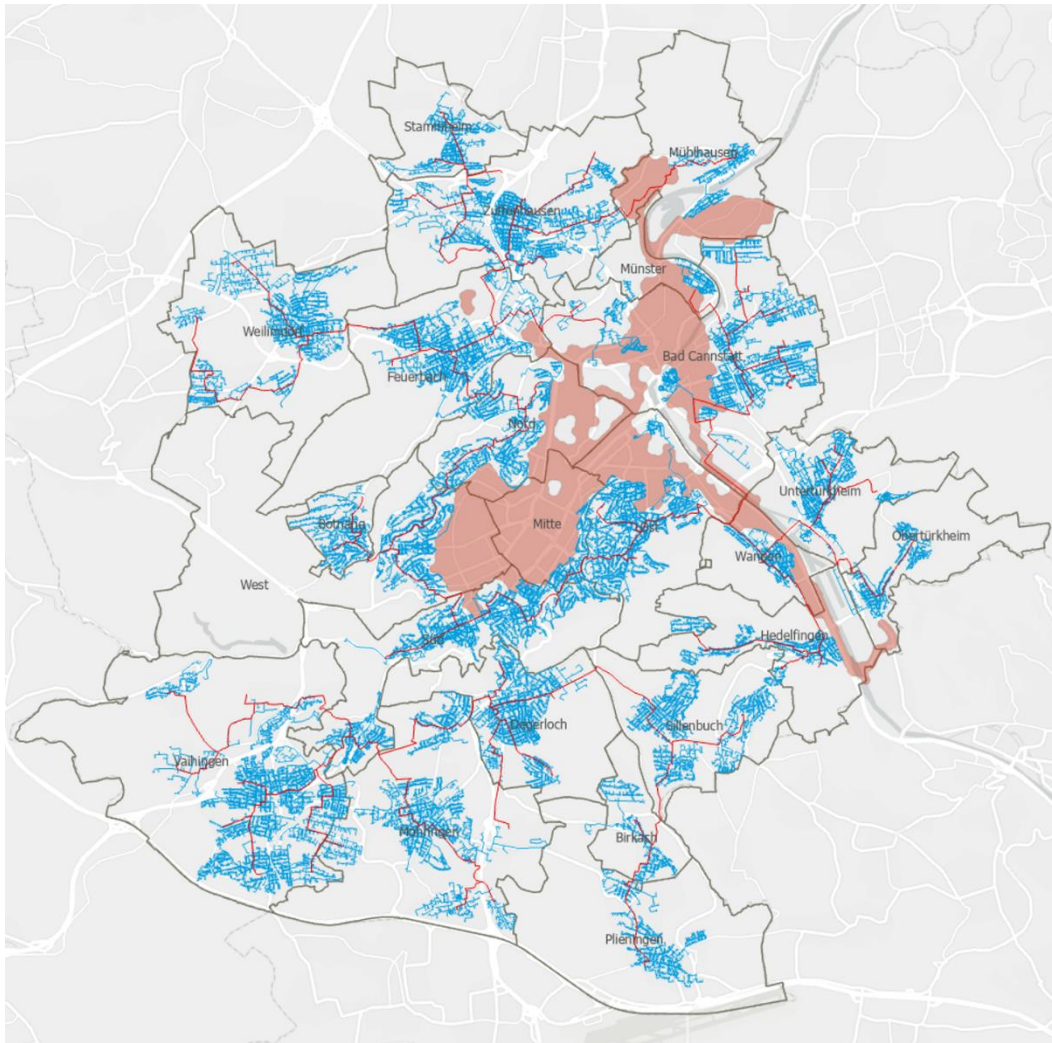 Stammheim
Mühlhausen
Zuffenhausen
Münster
Weilimdorf
Bad Cannstatt
Feuerbach
Nord
Untertürkheim
Botnang
Mitte
Ost
Obertürkheim
Wangen
West
Süd
Hedelfingen
Degerloch
Sillenbuch
Vaihingen
Möhringen
Birkach
Plieningen